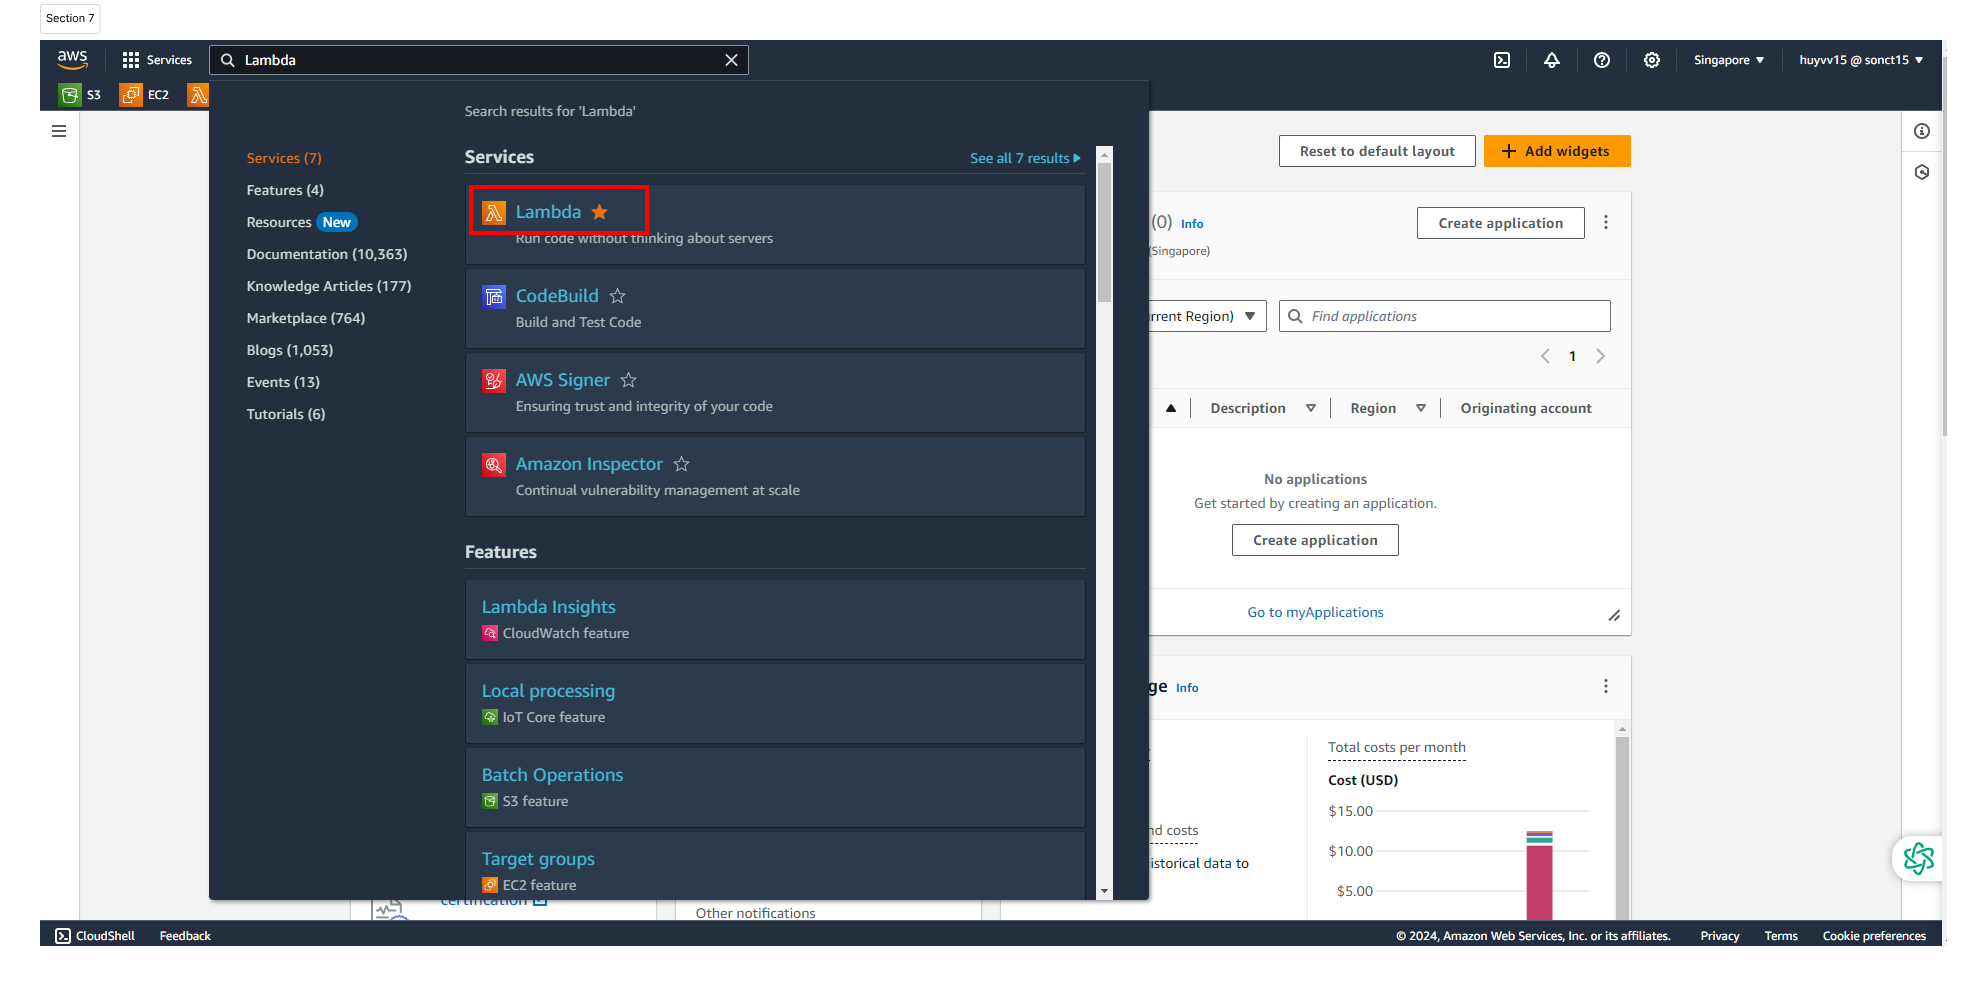 Section 7
aws
Services
Lambda
Singapore ▼
huyvv15 @ sonct15 ▼
S3
EC2
Search results for 'Lambda'
Services (7)
Features (4)
Resources New
Documentation (10,363)
Knowledge Articles (177)
Marketplace (764)
Blogs (1,053)
Events (13)
Tutorials (6)
Services
See all 7 results
Lambda
Run code without thinking about servers
CodeBuild
Build and Test Code
AWS Signer
Ensuring trust and integrity of your code
Amazon Inspector
Continual vulnerability management at scale
Features
Lambda Insights
CloudWatch feature
Local processing
IoT Core feature
Batch Operations
S3 feature
Target groups
EC2 feature
Reset to default layout
+ Add widgets
(0) Info
(Singapore)
Create application
rrent Region)
Find applications
1
Description
Region
Originating account
No applications
Get started by creating an application.
Create application
Go to myApplications
ge Info
Total costs per month
Cost (USD)
$15.00
$10.00
$5.00
nd costs
istorical data to
certification
Other notifications
CloudShell
Feedback
© 2024, Amazon Web Services, Inc. or its affiliates.
Privacy
Terms
Cookie preferences